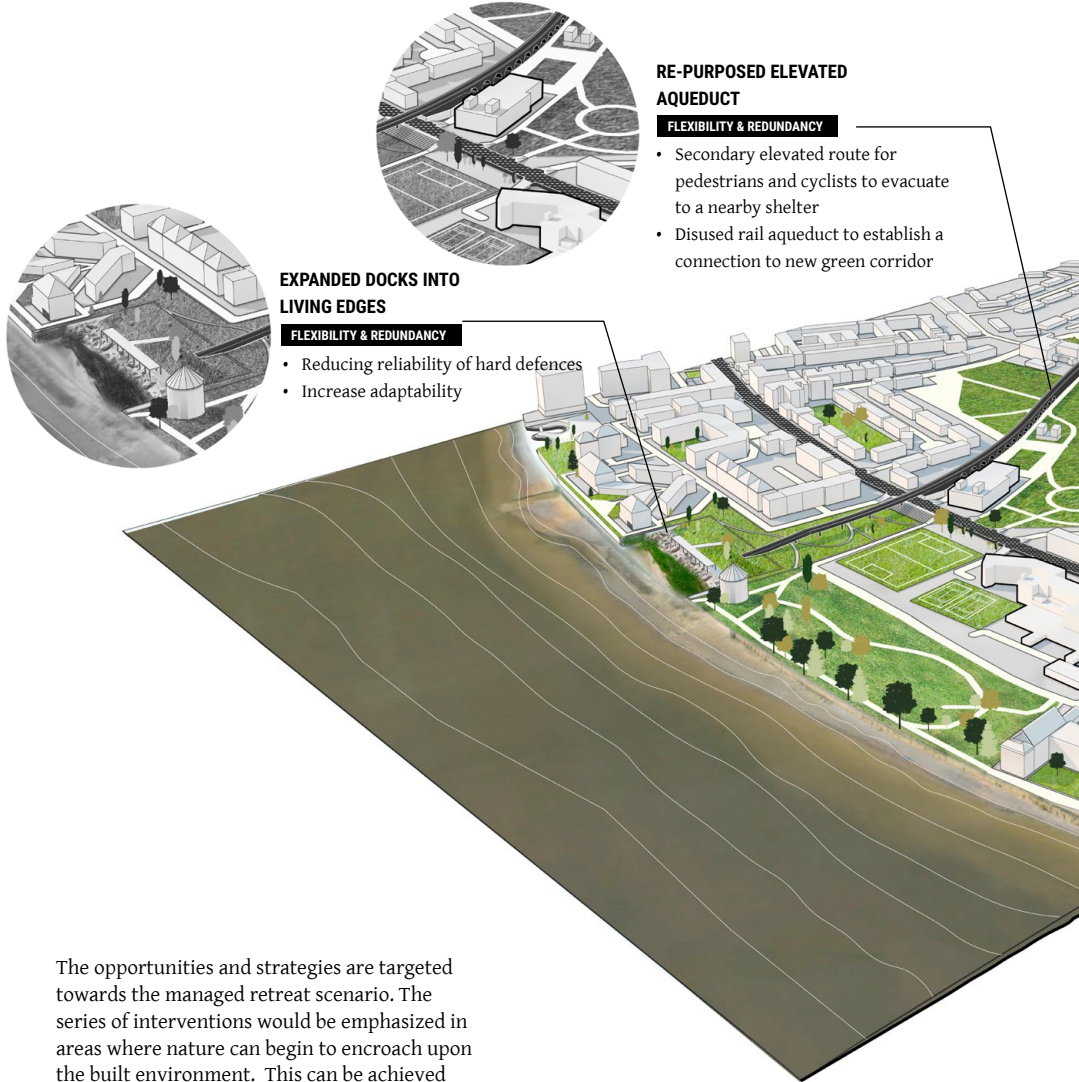 RE-PURPOSED ELEVATED
AQUEDUCT
FLEXIBILITY & REDUNDANCY
• Secondary elevated route for
pedestrians and cyclists to evacuate
to a nearby shelter
• Disused rail aqueduct to establish a
connection to new green corridor
EXPANDED DOCKS INTO
LIVING EDGES
FLEXIBILITY & REDUNDANCY
• Reducing reliability of hard defences
• Increase adaptability
The opportunities and strategies are targeted
towards the managed retreat scenario. The
series of interventions would be emphasized in
areas where nature can begin to encroach upon
the built environment.  This can be achieved